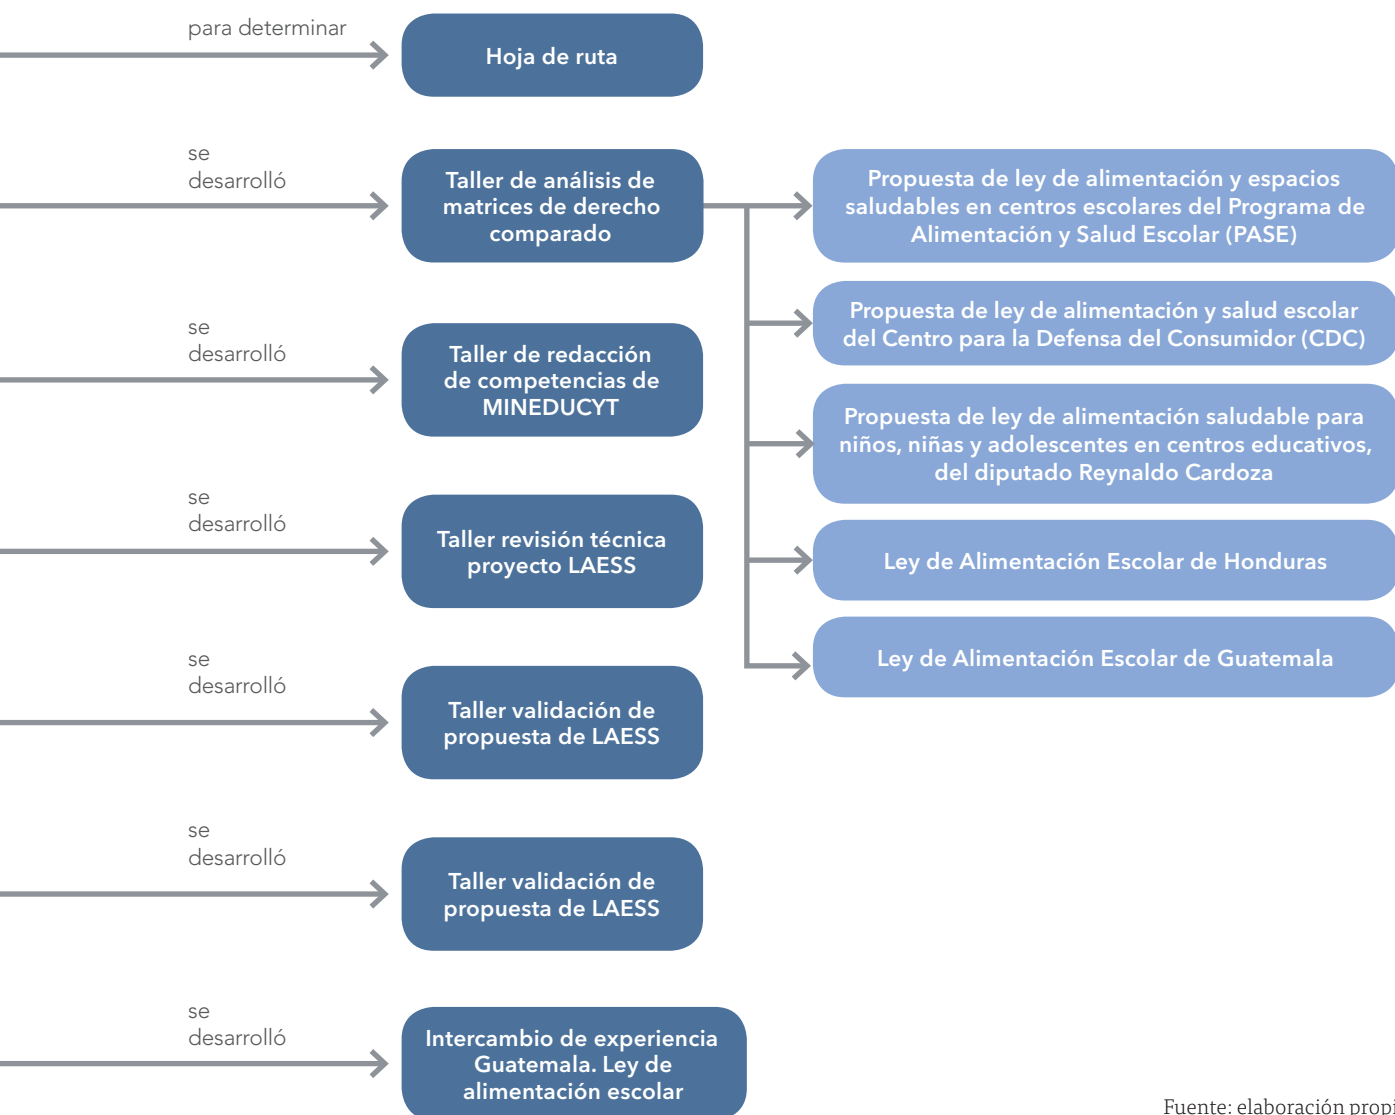 para determinar
Hoja de ruta
se
desarrolló
Taller de análisis de
matrices de derecho
comparado
Propuesta de ley de alimentación y espacios
saludables en centros escolares del Programa de
Alimentación y Salud Escolar (PASE)
Propuesta de ley de alimentación y salud escolar
del Centro para la Defensa del Consumidor (CDC)
se
desarrolló
Taller de redacción
de competencias de
MINEDUCYT
Propuesta de ley de alimentación saludable para
niños, niñas y adolescentes en centros educativos,
del diputado Reynaldo Cardoza
se
desarrolló
Taller revisión técnica
proyecto LAESS
Ley de Alimentación Escolar de Honduras
Ley de Alimentación Escolar de Guatemala
se
desarrolló
Taller validación de
propuesta de LAESS
se
desarrolló
Taller validación de
propuesta de LAESS
se
desarrolló
Intercambio de experiencia
Guatemala. Ley de
alimentación escolar
Fuente: elaboración propi